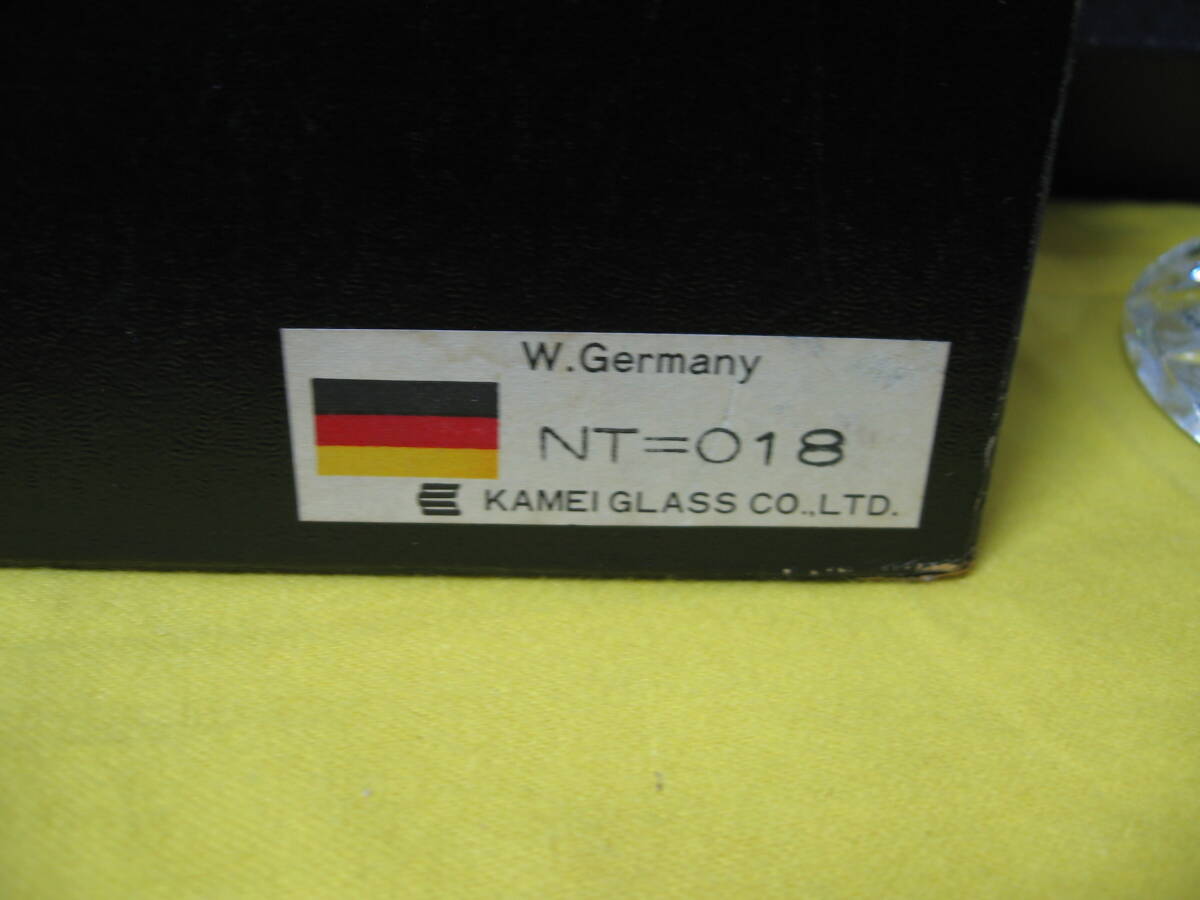 W.Germany
NT=018
KAMEI GLASS CO.,LTD.